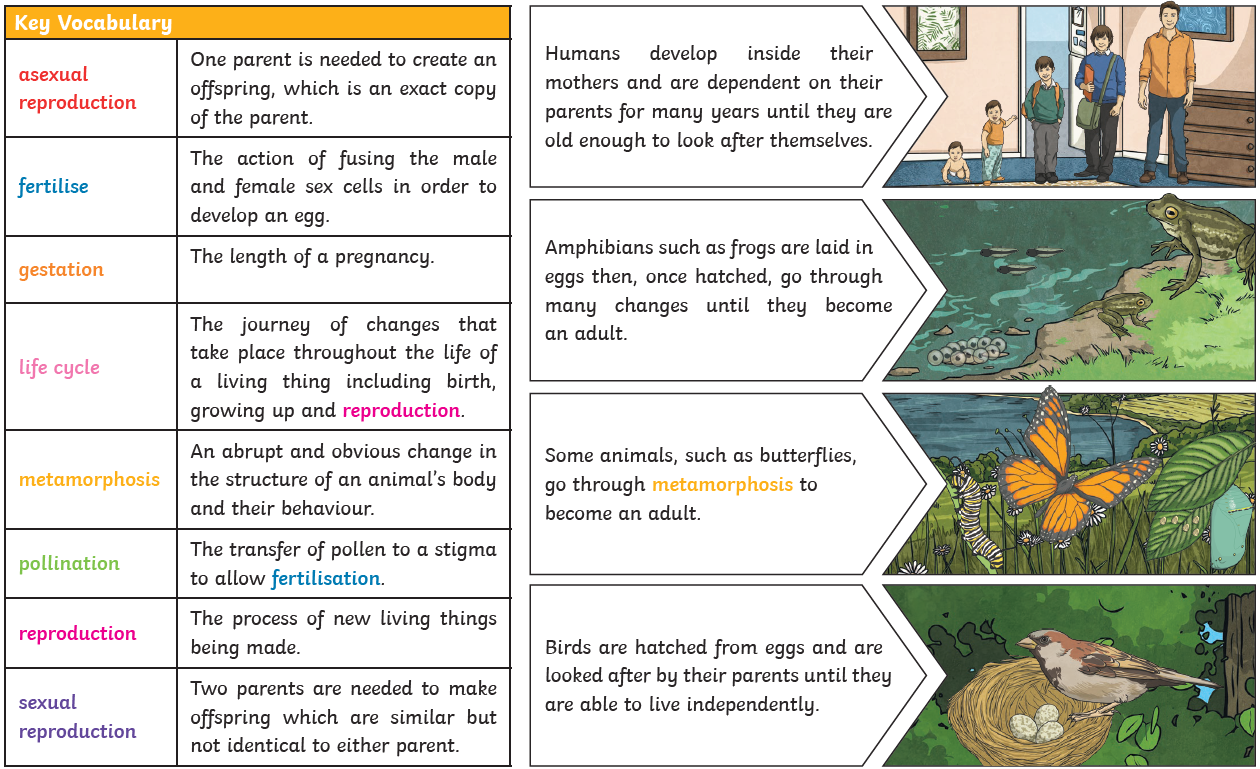 Key Vocabulary
asexual
reproduction
One parent is needed to create an
offspring, which is an exact copy
of the parent.
fertilise
The action of fusing the male
and female sex cells in order to
develop an egg.
gestation
The length of a pregnancy.
life cycle
The journey of changes that
take place throughout the life of
a living thing including birth,
growing up and reproduction.
metamorphosis
An abrupt and obvious change in
the structure of an animal's body
and their behaviour.
pollination
The transfer of pollen to a stigma
to allow fertilisation.
reproduction
The process of new living things
being made.
sexual
reproduction
Two parents are needed to make
offspring which are similar but
not identical to either parent.
Humans develop inside their
mothers and are dependent on their
parents for many years until they are
old enough to look after themselves.
Amphibians such as frogs are laid in
eggs then, once hatched, go through
many changes until they become
an adult.
Some animals, such as butterflies,
go through metamorphosis to
become an adult.
Birds are hatched from eggs and are
looked after by their parents until they
are able to live independently.